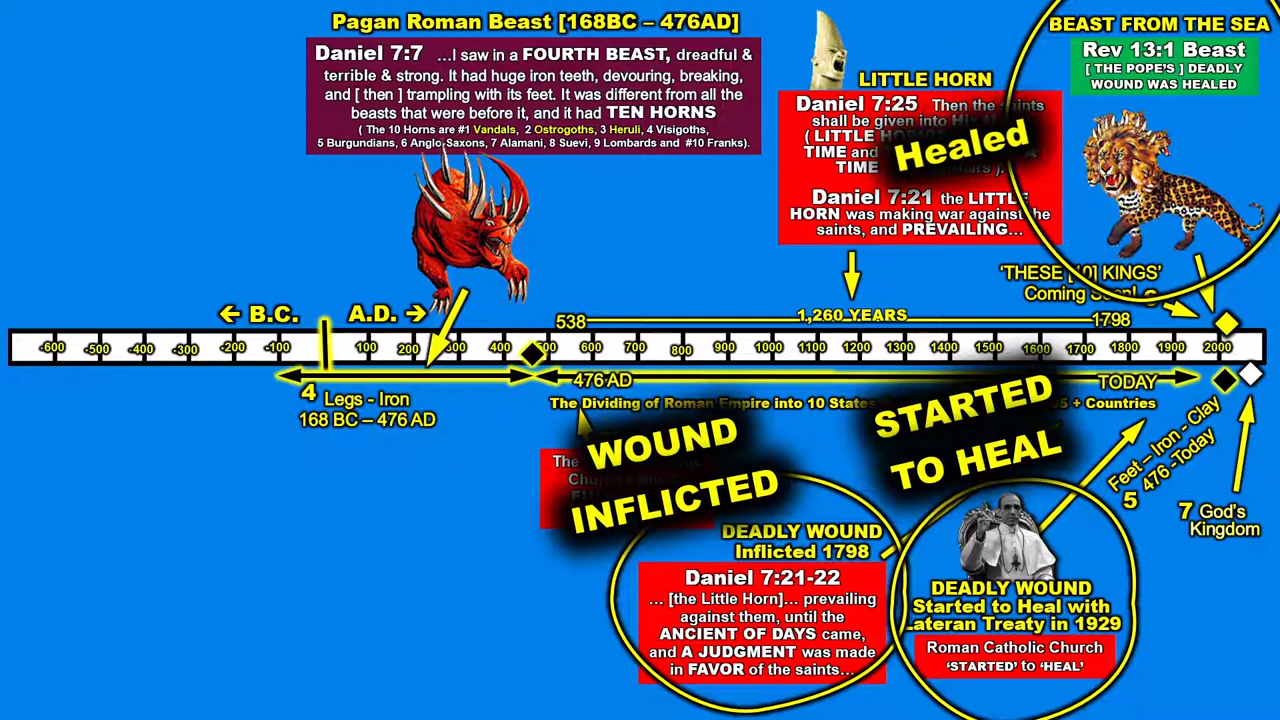 Pagan Roman Beast [168BC – 476AD]
Daniel 7:7 ...I saw in a FOURTH BEAST, dreadful &
terrible & strong. It had huge iron teeth, devouring, breaking,
and [ then ] trampling with its feet. It was different from all the
beasts that were before it, and it had TEN HORNS
( The 10 Horns are #1 Vandals, 2 Ostrogoths, 3 Heruli, 4 Visigoths,
5 Burgundians, 6 Anglo-Saxons, 7 Alamani, 8 Suevi, 9 Lombards and #10 Franks).
LITTLE HORN
Daniel 7:25 Then the saints
shall be given into
( LITTLE
TIME and
TIME
Healed
Daniel 7:21 the LITTLE
HORN was making war against the
saints, and PREVAILING...
BEAST FROM THE SEA
Rev 13:1 Beast
[ THE POPE'S ] DEADLY
WOUND WAS HEALED
'THESE [10] KINGS'
Coming Soon!
← B.C.
A.D. →
538
1,260 YEARS
1798
-600 -400 -300 -200 -100 100 200 300 400 500 600 700 800 900 1000 1100 1200 1300 1400 1500 1600 1700 1800 1900 2000
4 Legs - Iron
168 BC – 476 AD
476 AD
TODAY
The Dividing of Roman Empire into 10 States
+ Countries
WOUND
INFLICTED
STARTED
TO HEAL
The
Feet – Iron - Clay
5 476 -Today
7 God's
Kingdom
DEADLY WOUND
Inflicted 1798
Daniel 7:21-22
... [the Little Horn]... prevailing
against them, until the
ANCIENT OF DAYS came,
and A JUDGMENT was made
in FAVOR of the saints...
DEADLY WOUND
Started to Heal with
Lateran Treaty in 1929
Roman Catholic Church
'STARTED' to 'HEAL'